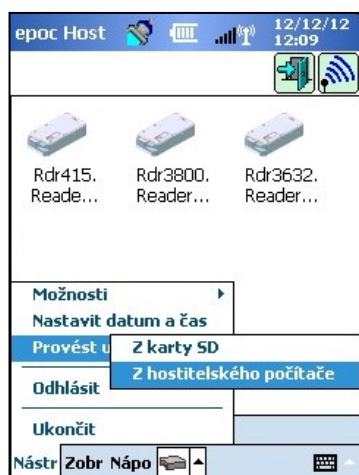 epoc Host 12/12/12
12:09
Rdr415. Rdr3800. Rdr3632.
Reade... Reader... Reader...
Možnosti
Nastavit datum a čas
Provést u
Z karty SD
Z hostitelského počítače
Odhlásit
Ukončit
Nástr Zobr Nápo